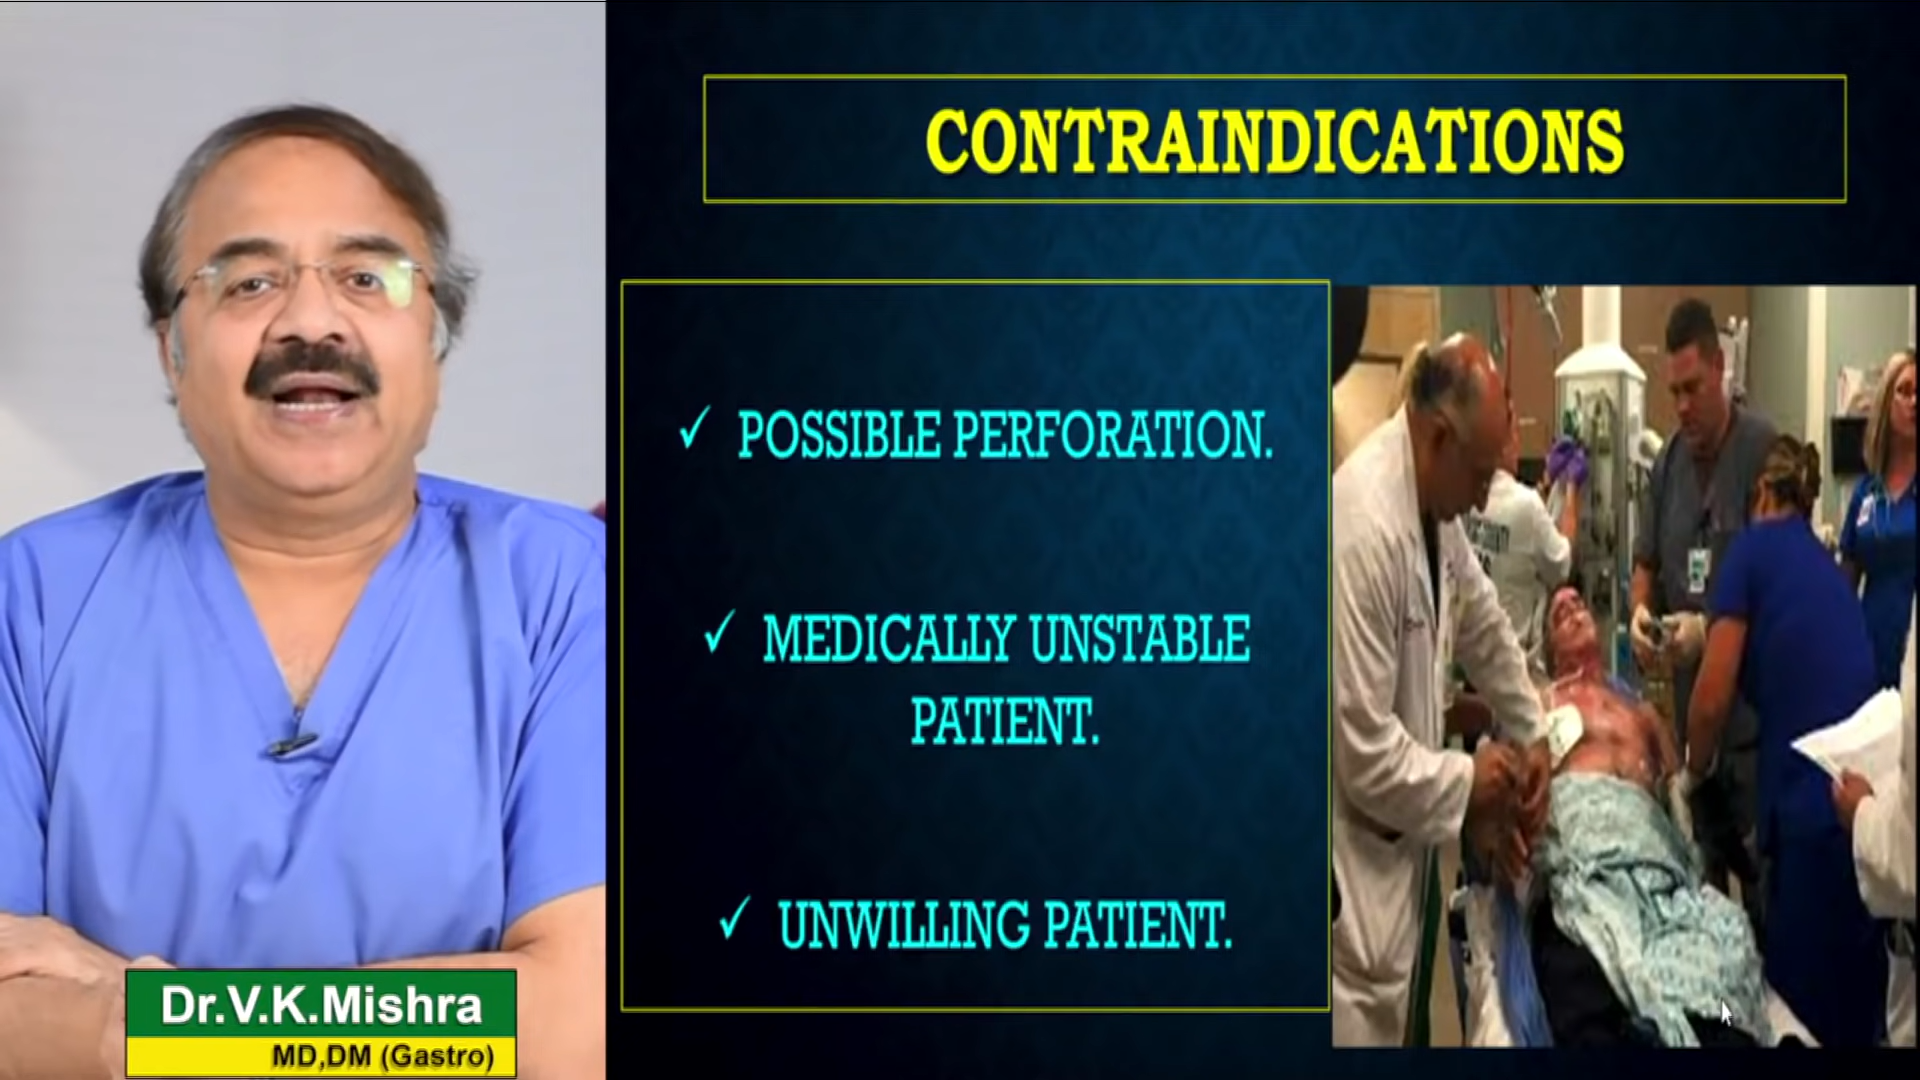 CONTRAINDICATIONS
✓ POSSIBLE PERFORATION.
✓ MEDICALLY UNSTABLE
PATIENT.
✓ UNWILLING PATIENT.
Dr.V.K.Mishra
MD,DM (Gastro)